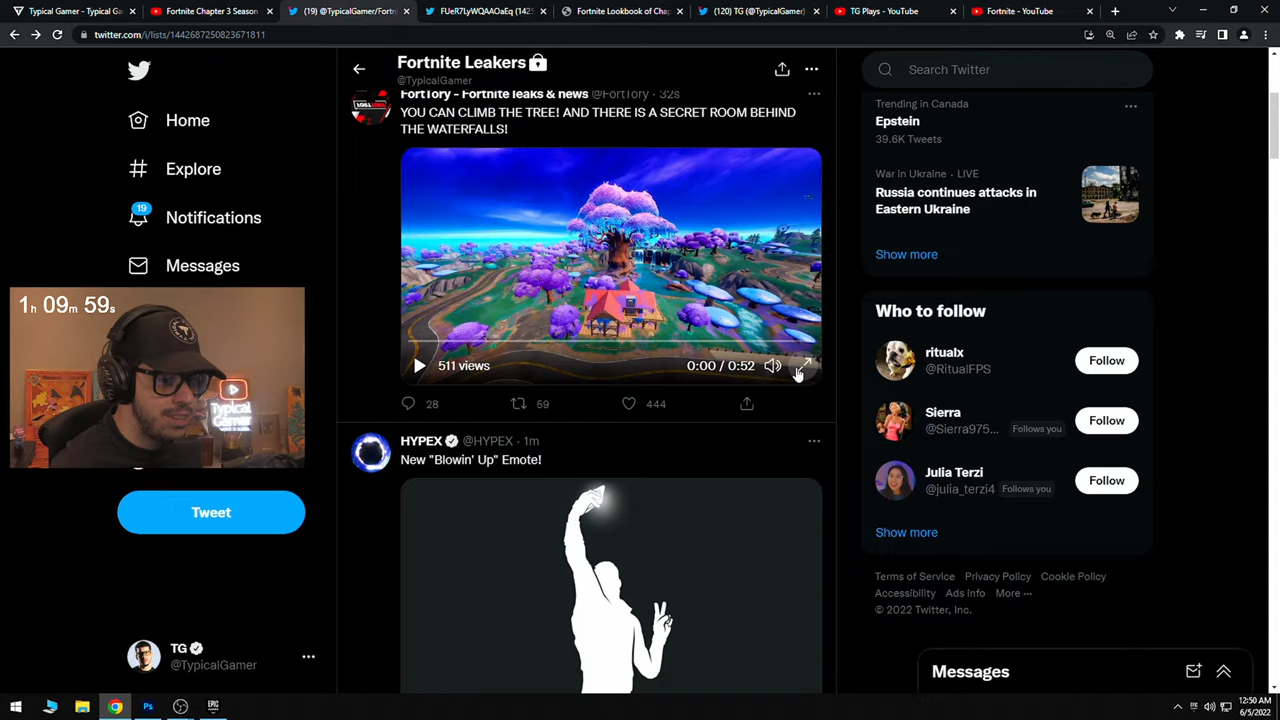 Typical Gamer - Typical Ga
Fortnite Chapter 3 Season
(19) @TypicalGamer/Fortn
FUeR7LyWQAAOaEq (142
Fortnite Lookbook of Cha
(120) TG (@TypicalGamer)
TG Plays - YouTube
Fortnite - YouTube
twitter.com/i/lists/1442687250823671811
Home
Explore
19
Notifications
Messages
1h 09m 59s
Typical
Gamer
Tweet
TG
@TypicalGamer
Fortnite Leakers
@TypicalGamer
FortTory - Fortnite leaks & news @FortTory · 32s
YOU CAN CLIMB THE TREE! AND THERE IS A SECRET ROOM BEHIND
THE WATERFALLS!
511 views
0:00 / 0:52
28
59
444
HYPEX @HYPEX · 1m
New "Blowin' Up" Emote!
Search Twitter
Trending in Canada
Epstein
39.6K Tweets
War in Ukraine · LIVE
Russia continues attacks in
Eastern Ukraine
Show more
Who to follow
ritualx
@RitualFPS
Follow
Sierra
@Sierra975... Follows you
Follow
Julia Terzi
@julia_terzi4 Follows you
Follow
Show more
Terms of Service Privacy Policy Cookie Policy
Accessibility Ads info More ···
© 2022 Twitter, Inc.
Messages
Ps
EPIC
GAMES
12:50 AM
6/5/2022